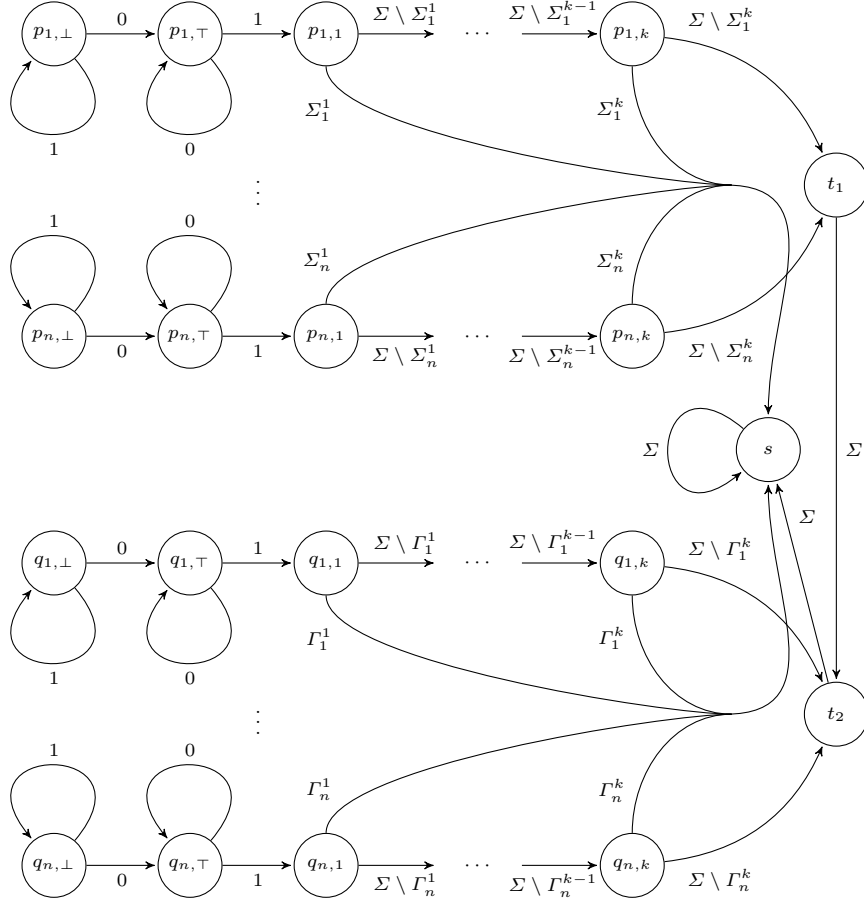 p_{1,⊥} 0 p_{1,⊤} 1 p_{1,1} Σ \ Σ_1^1 ⋯ Σ \ Σ_1^{k-1} p_{1,k} Σ \ Σ_1^k
1 0 Σ_1^1 Σ_1^k
t_1
⋮
1 0 Σ_n^1 Σ_n^k
p_{n,⊥} 0 p_{n,⊤} 1 p_{n,1} Σ \ Σ_n^1 ⋯ Σ \ Σ_n^{k-1} p_{n,k} Σ \ Σ_n^k
Σ s Σ
Σ
q_{1,⊥} 0 q_{1,⊤} 1 q_{1,1} Σ \ Γ_1^1 ⋯ Σ \ Γ_1^{k-1} q_{1,k} Σ \ Γ_1^k
1 0 Γ_1^1 Γ_1^k
t_2
⋮
1 0 Γ_n^1 Γ_n^k
q_{n,⊥} 0 q_{n,⊤} 1 q_{n,1} Σ \ Γ_n^1 ⋯ Σ \ Γ_n^{k-1} q_{n,k} Σ \ Γ_n^k